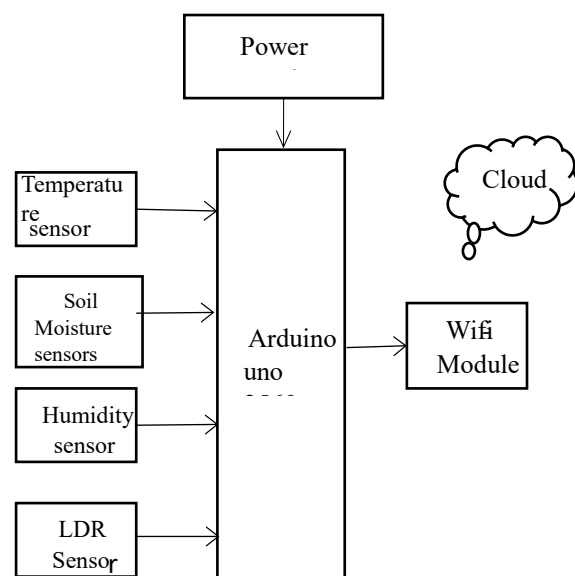 Power
Cloud
Temperatu
re
sensor
Soil
Moisture
sensors
Arduino
uno
Wifi
Module
Humidity
sensor
LDR
Sensor